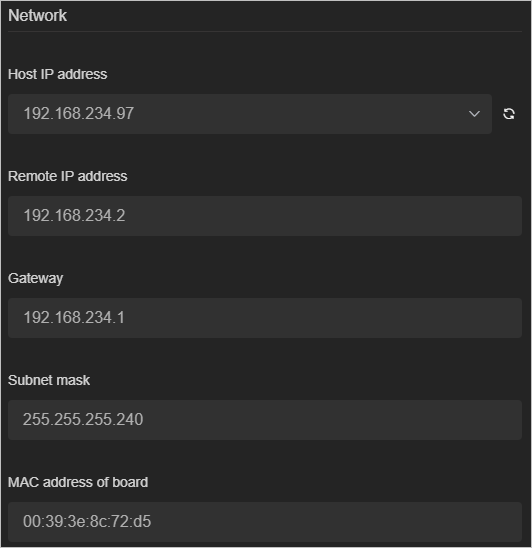 Network
Host IP address
192.168.234.97
Remote IP address
192.168.234.2
Gateway
192.168.234.1
Subnet mask
255.255.255.240
MAC address of board
00:39:3e:8c:72:d5